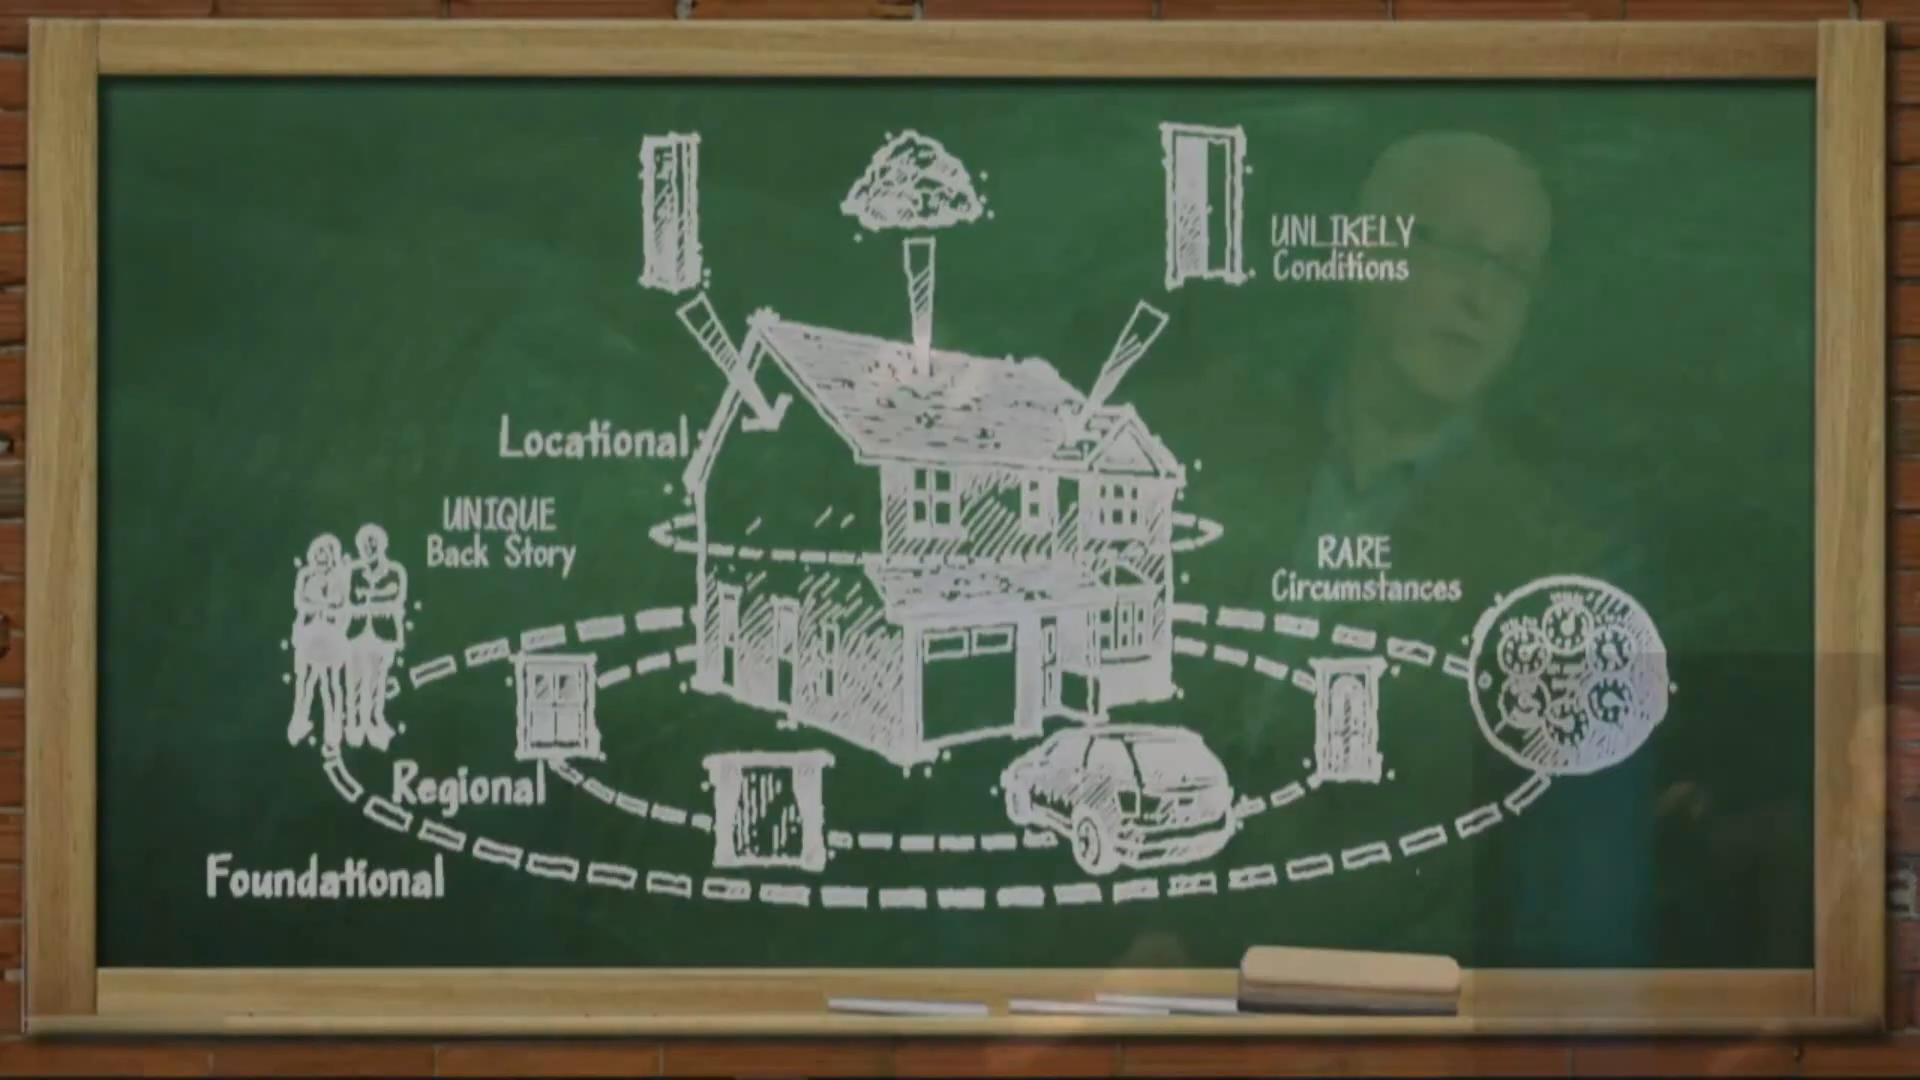 UNLIKELY
Conditions
Locational
UNIQUE
Back Story
RARE
Circumstances
Regional
Foundational